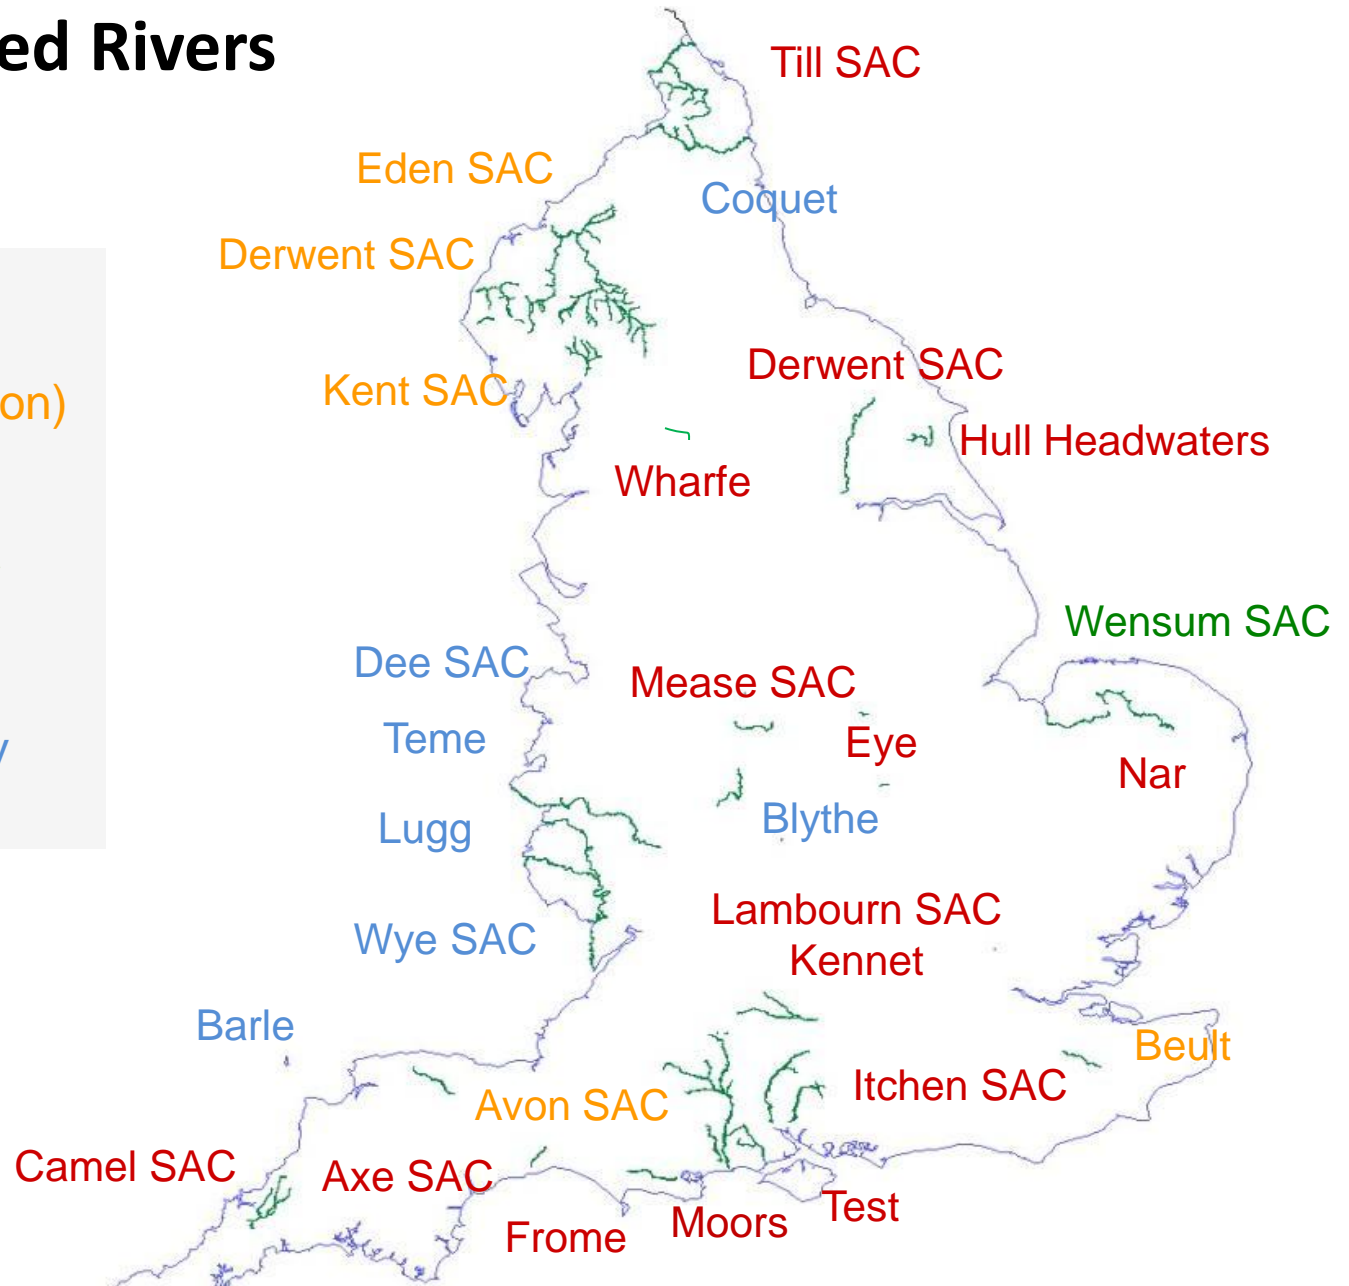 ed Rivers
Till SAC
Eden SAC
Coquet
Derwent SAC
Derwent SAC
Kent SAC
on)
Hull Headwaters
Wharfe
Wensum SAC
Dee SAC
Mease SAC
Teme
Eye
y
Nar
Blythe
Lugg
Lambourn SAC
Wye SAC
Kennet
Barle
Beult
Itchen SAC
Avon SAC
Camel SAC
Axe SAC
Test
Moors
Frome